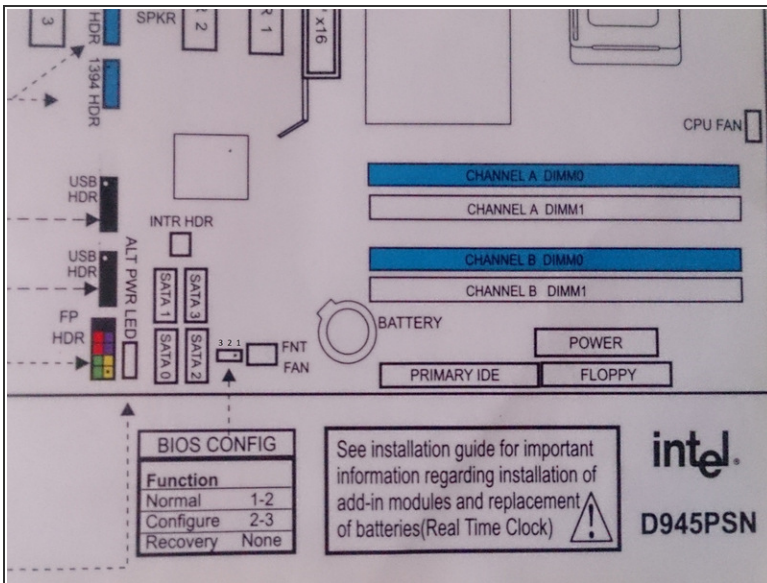 3
HDR
SPKR
R 2
R 1
x16
1394 HDR
CPU FAN
USB
HDR
CHANNEL A DIMM0
CHANNEL A DIMM1
INTR HDR
USB
HDR
ALT PWR LED
CHANNEL B DIMM0
CHANNEL B DIMM1
SATA 1
SATA 3
FP
HDR
BATTERY
SATA 0
SATA 2
3 2 1
FNT
FAN
POWER
PRIMARY IDE
FLOPPY
BIOS CONFIG
Function
Normal 1-2
Configure 2-3
Recovery None
See installation guide for important
information regarding installation of
add-in modules and replacement
of batteries(Real Time Clock)
!
intel.
D945PSN